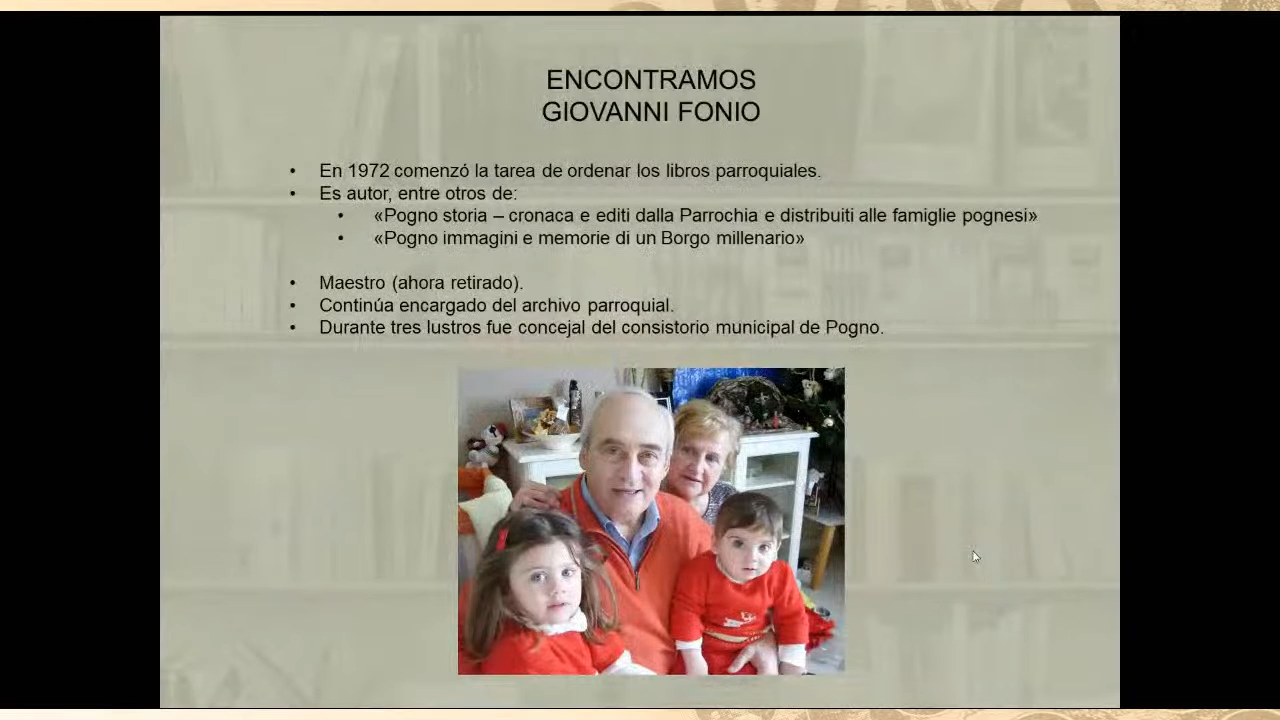 ENCONTRAMOS
GIOVANNI FONIO
• En 1972 comenzó la tarea de ordenar los libros parroquiales.
• Es autor, entre otros de:
• «Pogno storia – cronaca e editi dalla Parrochia e distribuiti alle famiglie pognesi»
• «Pogno immagini e memorie di un Borgo millenario»
• Maestro (ahora retirado).
• Continúa encargado del archivo parroquial.
• Durante tres lustros fue concejal del consistorio municipal de Pogno.